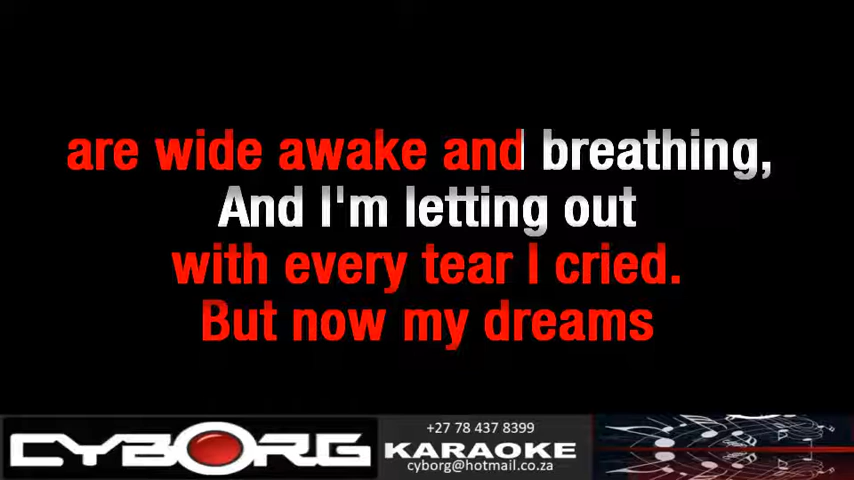 are wide awake and breathing,
And I'm letting out
with every tear I cried.
But now my dreams
CYBORG
+27 78 437 8399
KARAOKE
cyborg@hotmail.co.za